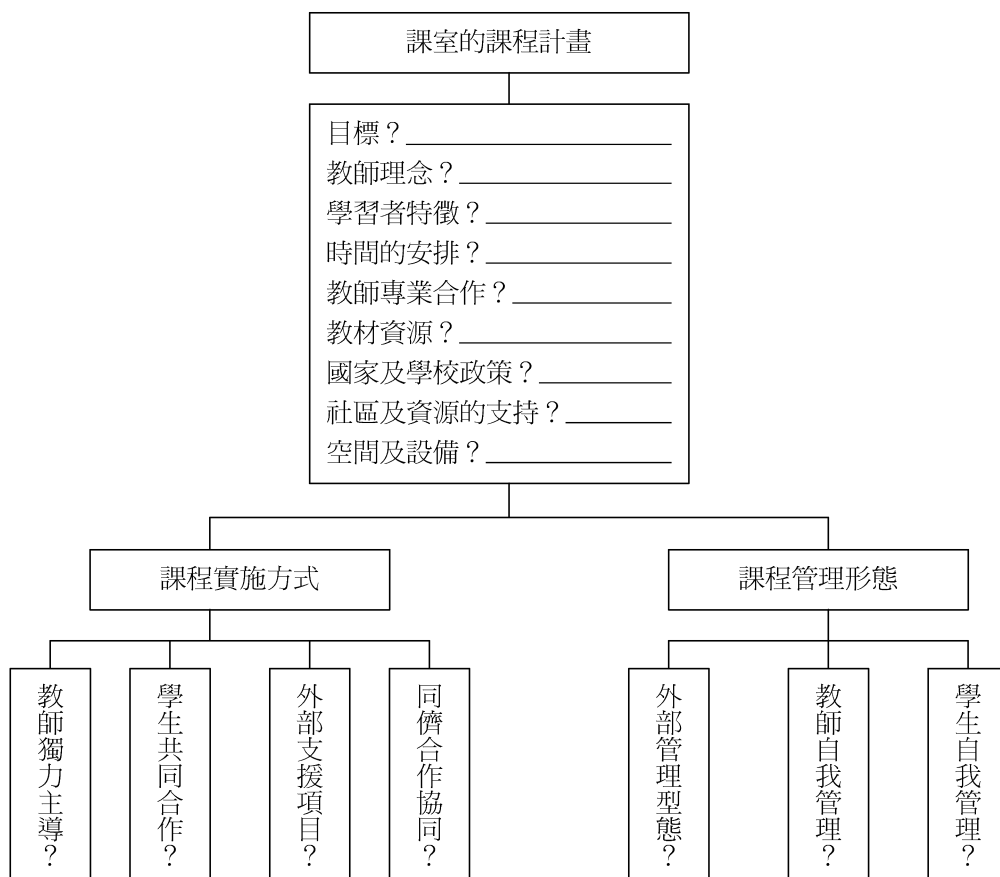 課室的課程計畫
目標？
教師理念？
學習者特徵？
時間的安排？
教師專業合作？
教材資源？
國家及學校政策？
社區及資源的支持？
空間及設備？
課程實施方式
課程管理形態
教師獨力主導？
學生共同合作？
外部支援項目？
同儕合作協同？
外部管理型態？
教師自我管理？
學生自我管理？